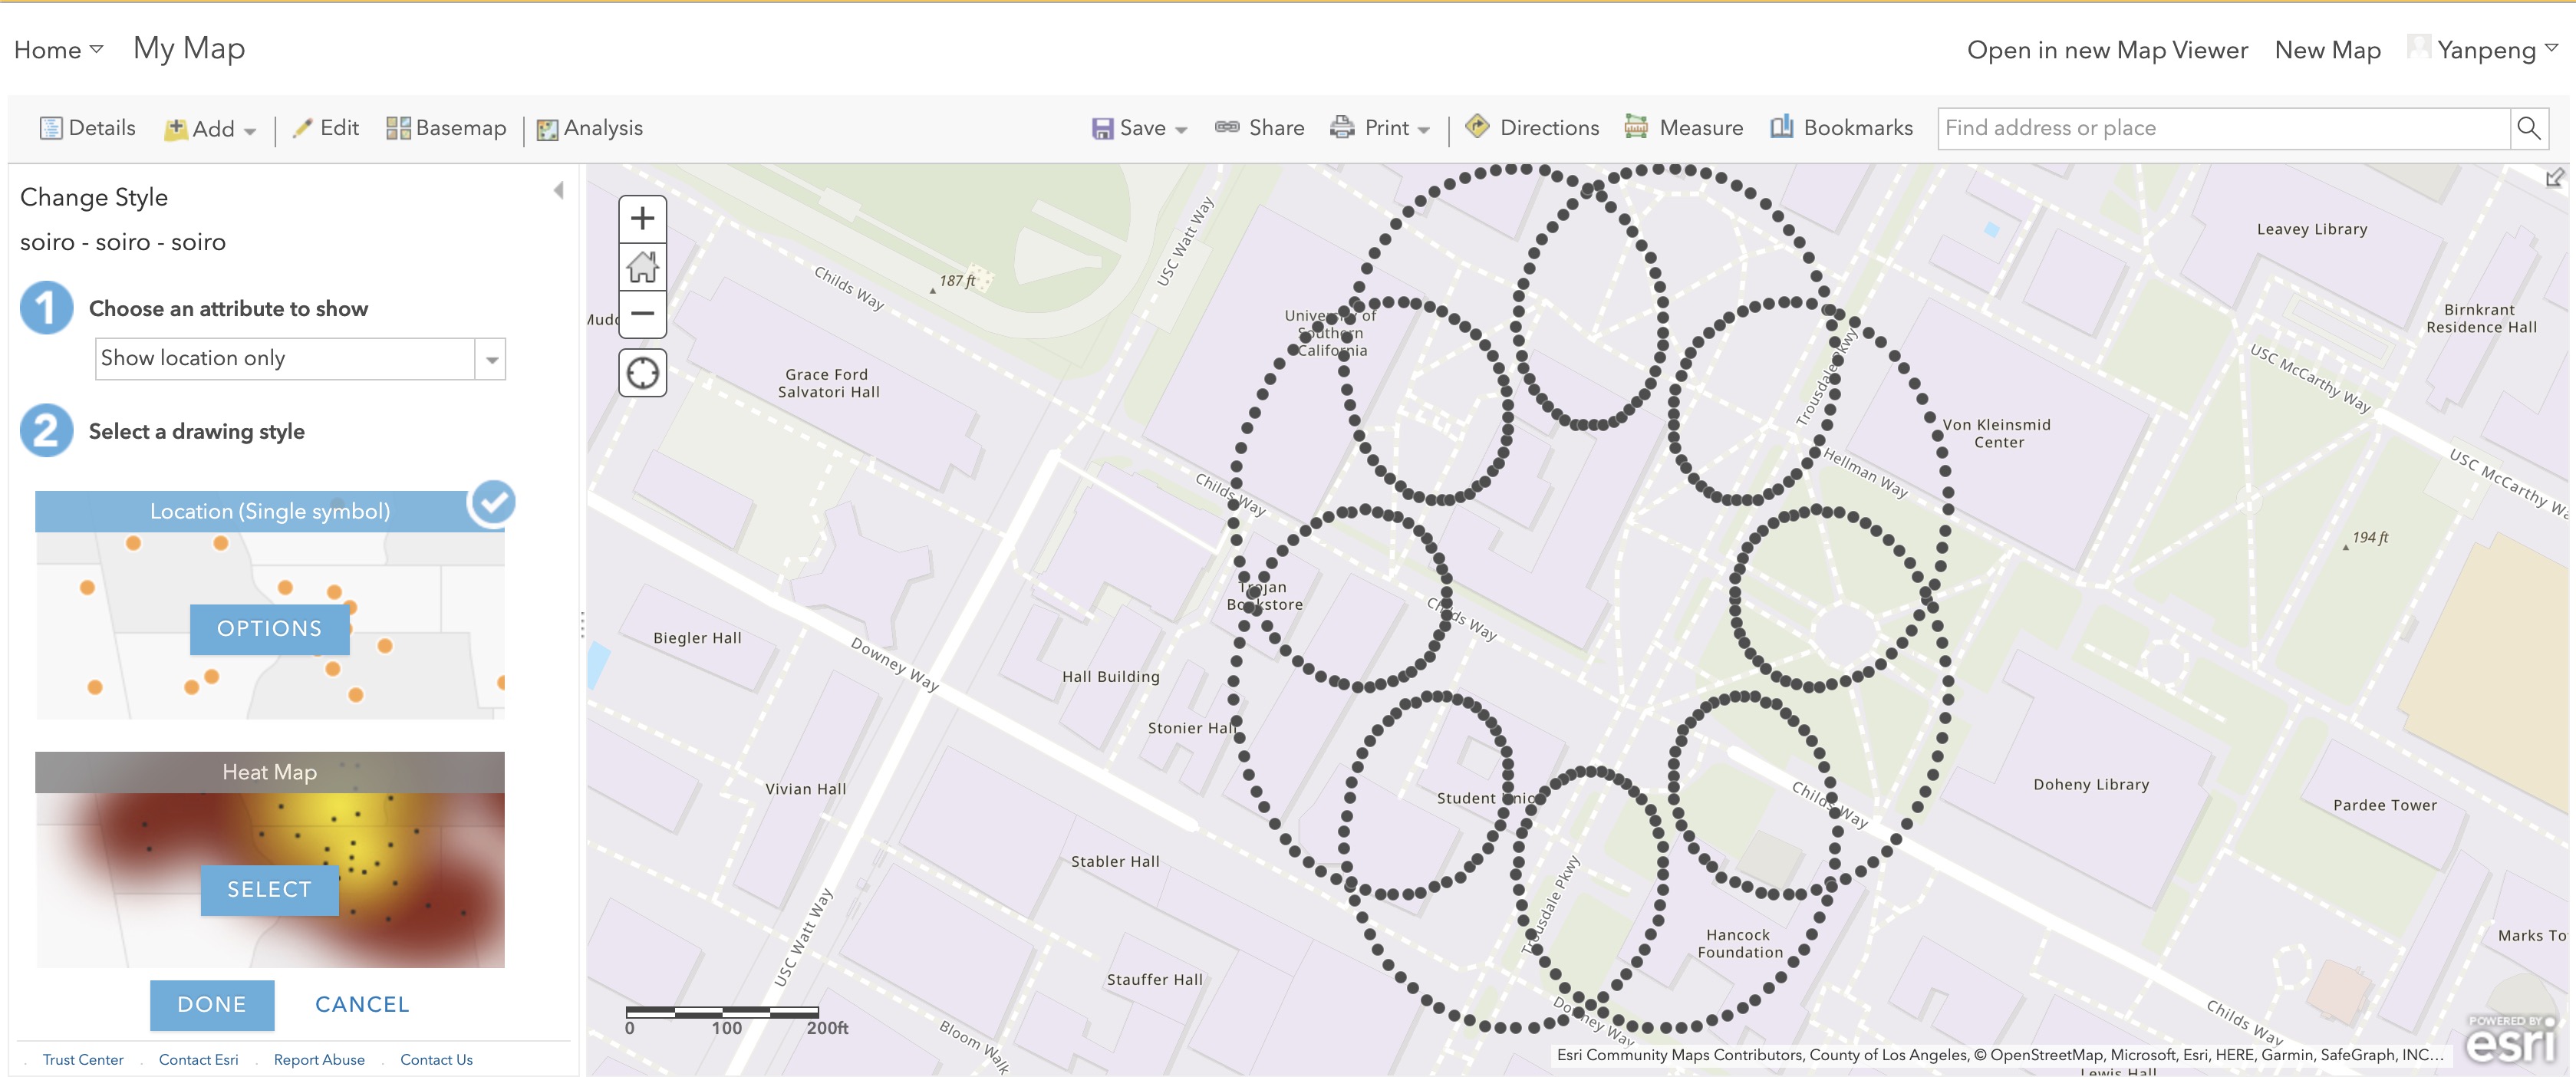 Home My Map Open in new Map Viewer New Map Yanpeng
Details Add Edit Basemap Analysis Save Share Print Directions Measure Bookmarks Find address or place
Change Style
soiro - soiro - soiro
1 Choose an attribute to show
Show location only
2 Select a drawing style
Location (Single symbol)
OPTIONS
Heat Map
SELECT
DONE CANCEL
Trust Center Contact Esri Report Abuse Contact Us
+
−
Childs Way
187 ft
USC Watt Way
University of
Southern
California
Grace Ford
Salvatori Hall
Leavey Library
Birnkrant
Residence Hall
USC McCarthy Way
Trousdale Pkwy
Von Kleinsmid
Center
Hellman Way
USC McCarthy Wa
194 ft
Childs Way
Trojan
Bookstore
Childs Way
Biegler Hall
Downey Way
Hall Building
Stonier Hall
Vivian Hall
Student Unio
Childs Way
Doheny Library
Pardee Tower
Stabler Hall
USC Watt Way
Trousdale Pkwy
Hancock
Foundation
Marks To
Stauffer Hall
Downey Way
Bloom Walk
Childs Way
0 100 200ft
POWERED BY
esri
Esri Community Maps Contributors, County of Los Angeles, © OpenStreetMap, Microsoft, Esri, HERE, Garmin, SafeGraph, INC...
Lewis Hall